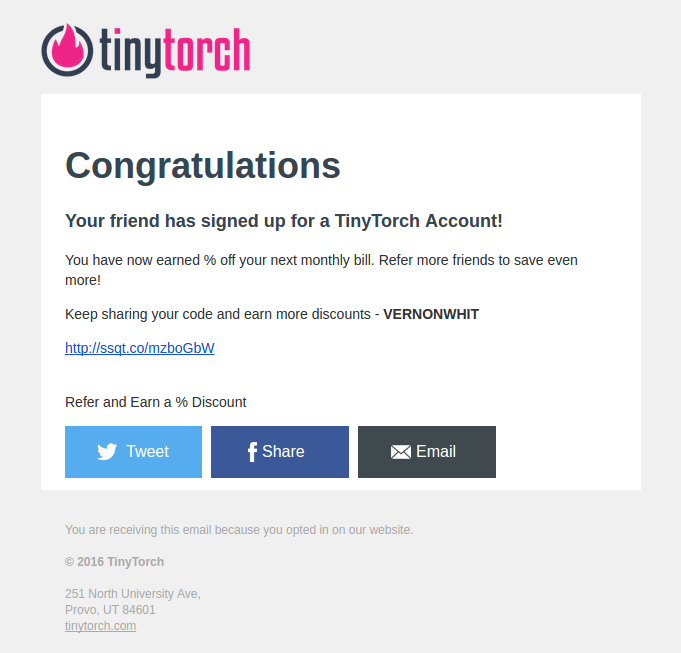 tinytorch
Congratulations
Your friend has signed up for a TinyTorch Account!
You have now earned % off your next monthly bill. Refer more friends to save even
more!
Keep sharing your code and earn more discounts - VERNONWHIT
http://ssqt.co/mzboGbW
Refer and Earn a % Discount
Tweet
Share
Email
You are receiving this email because you opted in on our website.
© 2016 TinyTorch
251 North University Ave,
Provo, UT 84601
tinytorch.com